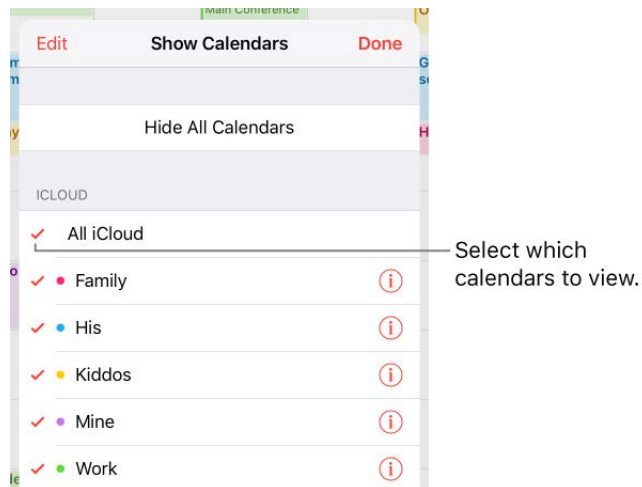 Main Conference
Edit
Show Calendars
Done
Hide All Calendars
ICLOUD
All iCloud
Select which
calendars to view.
Family
His
Kiddos
Mine
Work